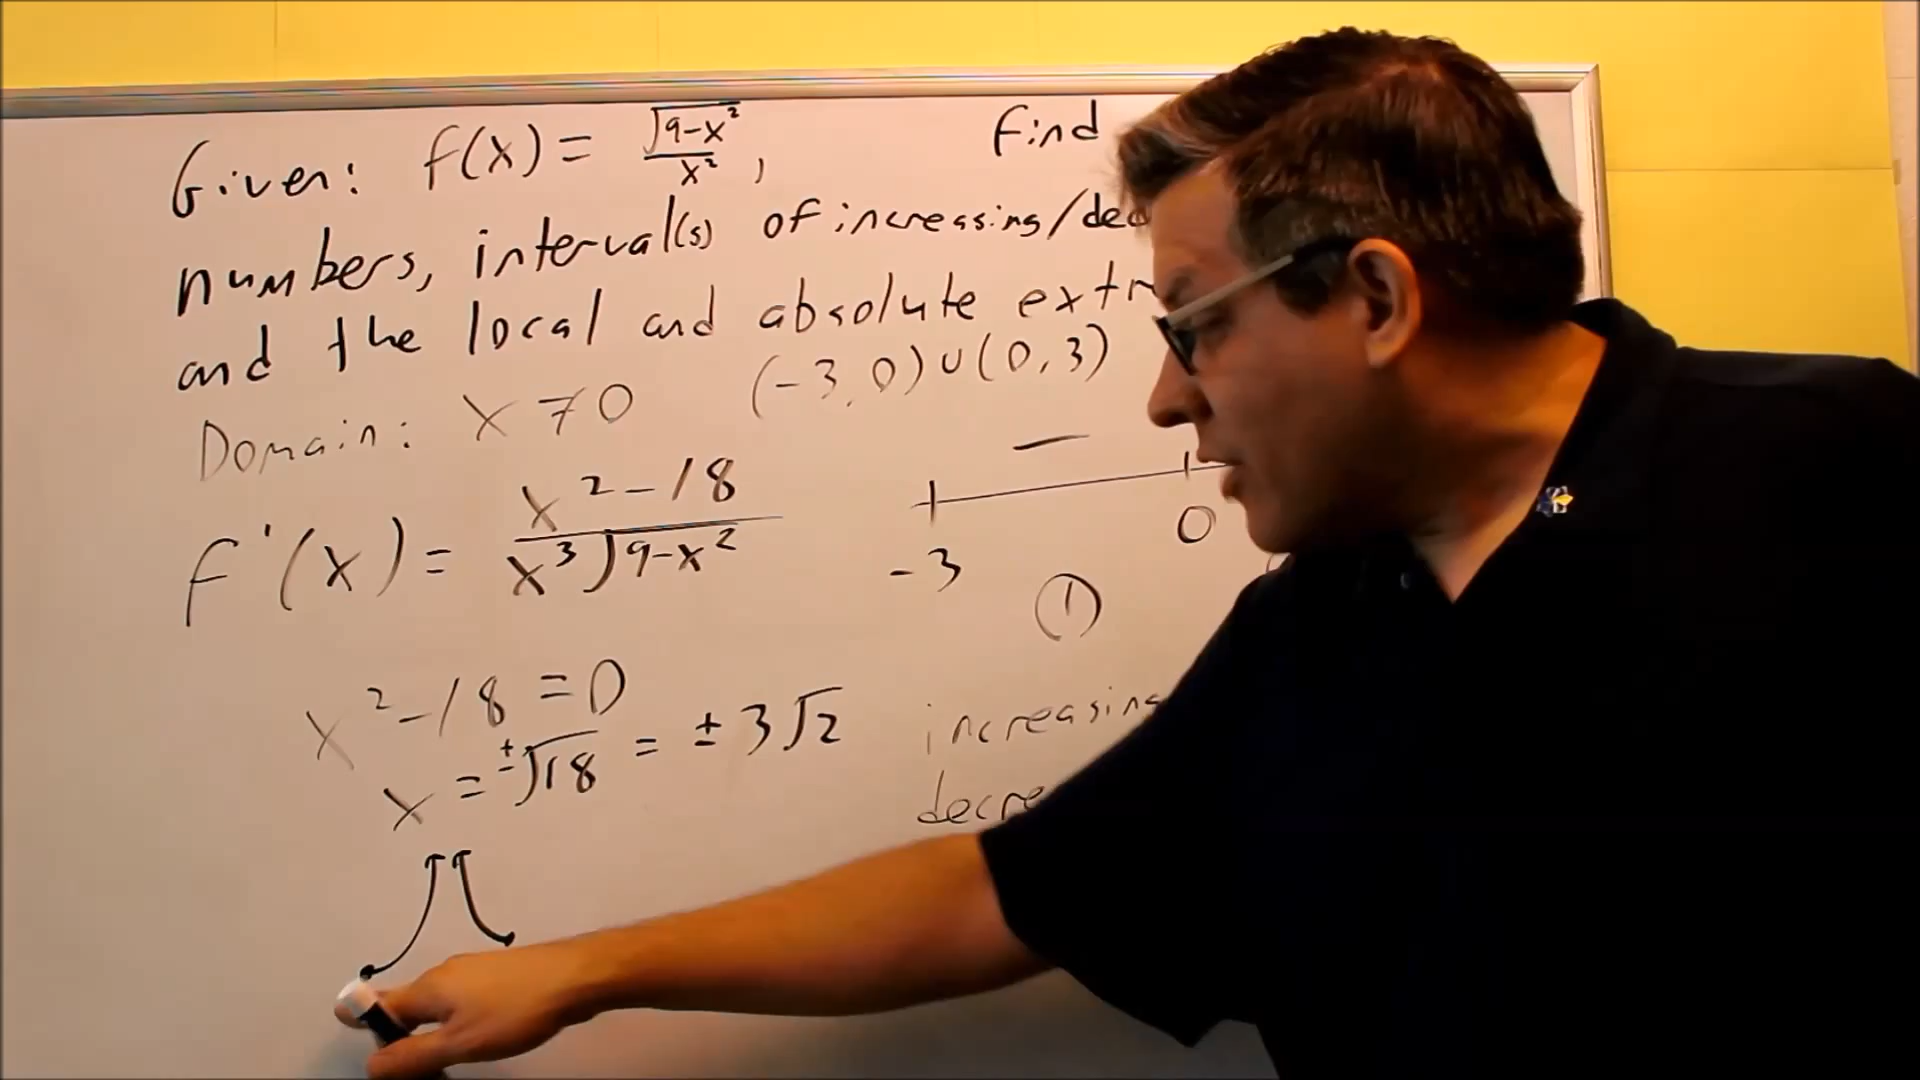 Given: f(x) = √(9-x²)/x², Find
numbers, interval(s) of increasing/dec
and the local and absolute extr
Domain: x ≠ 0 (-3, 0) ∪ (0, 3)
f'(x) = (x²-18)/(x³√(9-x²))
-3 0
①
x²-18 = 0
x = ±√18 = ± 3√2
increasing
decre